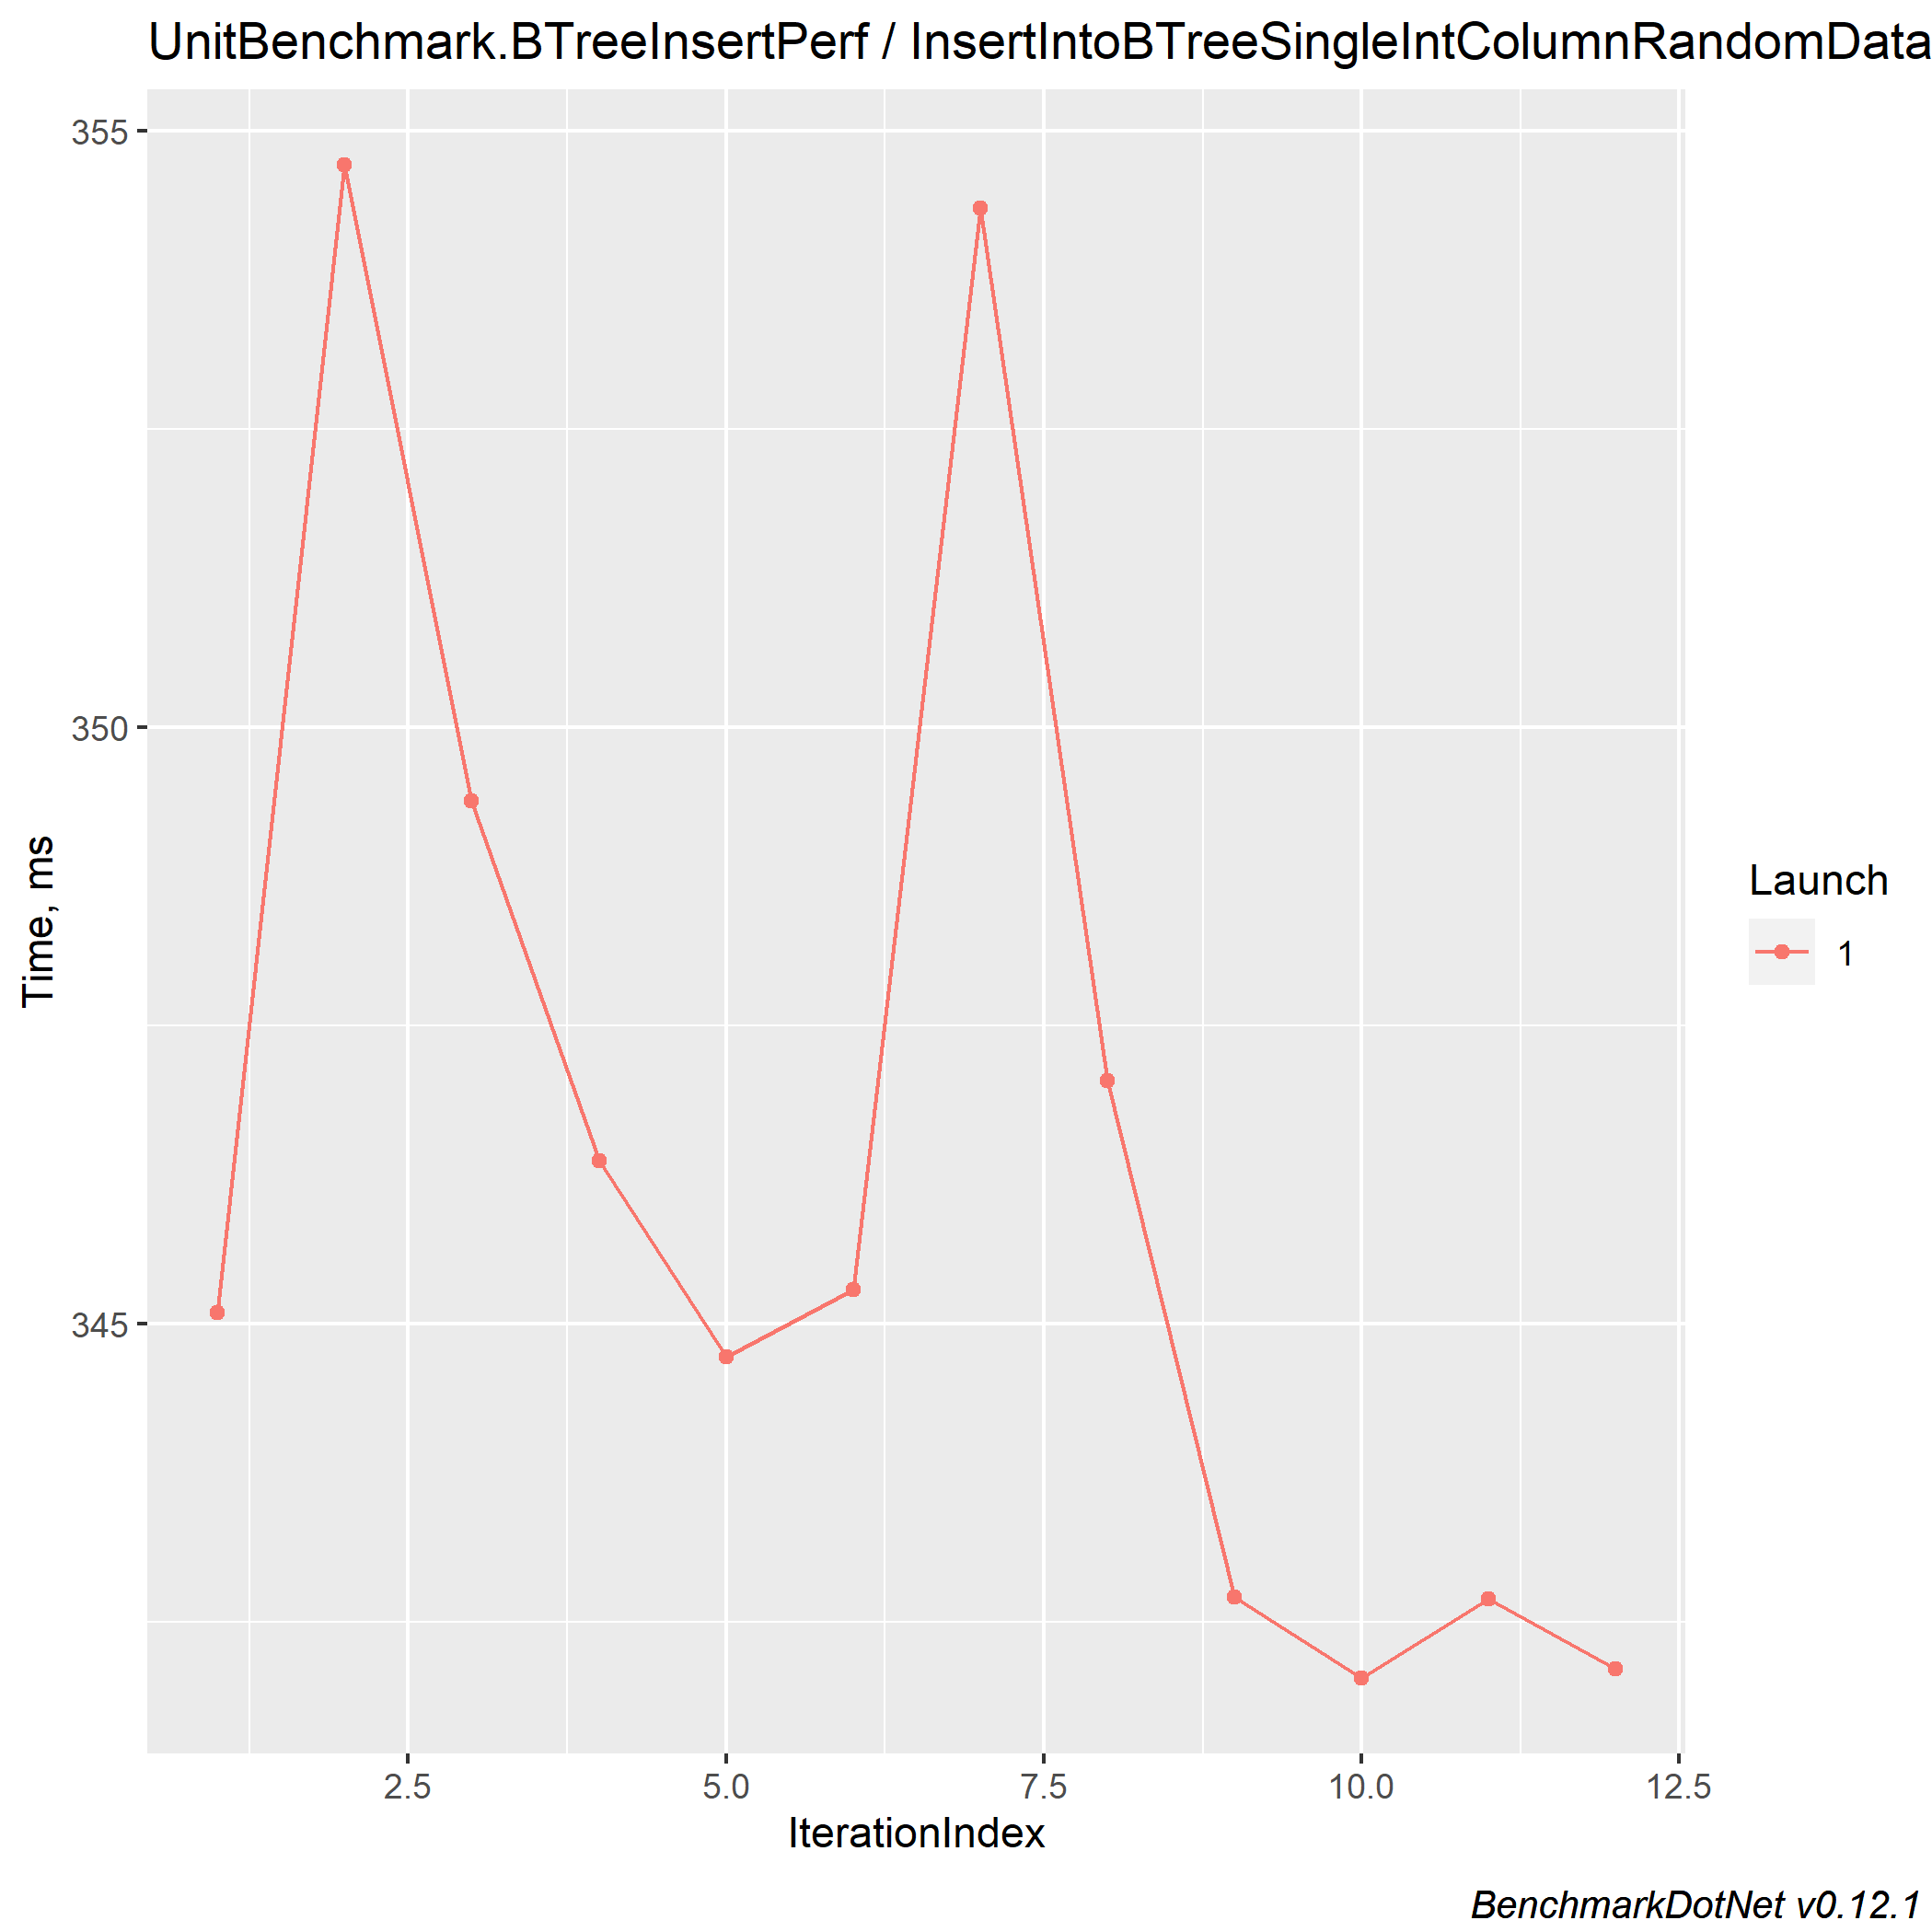 UnitBenchmark.BTreeInsertPerf / InsertIntoBTreeSingleIntColumnRandomData
355
350
345
Time, ms
2.5 5.0 7.5 10.0 12.5
IterationIndex
Launch
1
BenchmarkDotNet v0.12.1